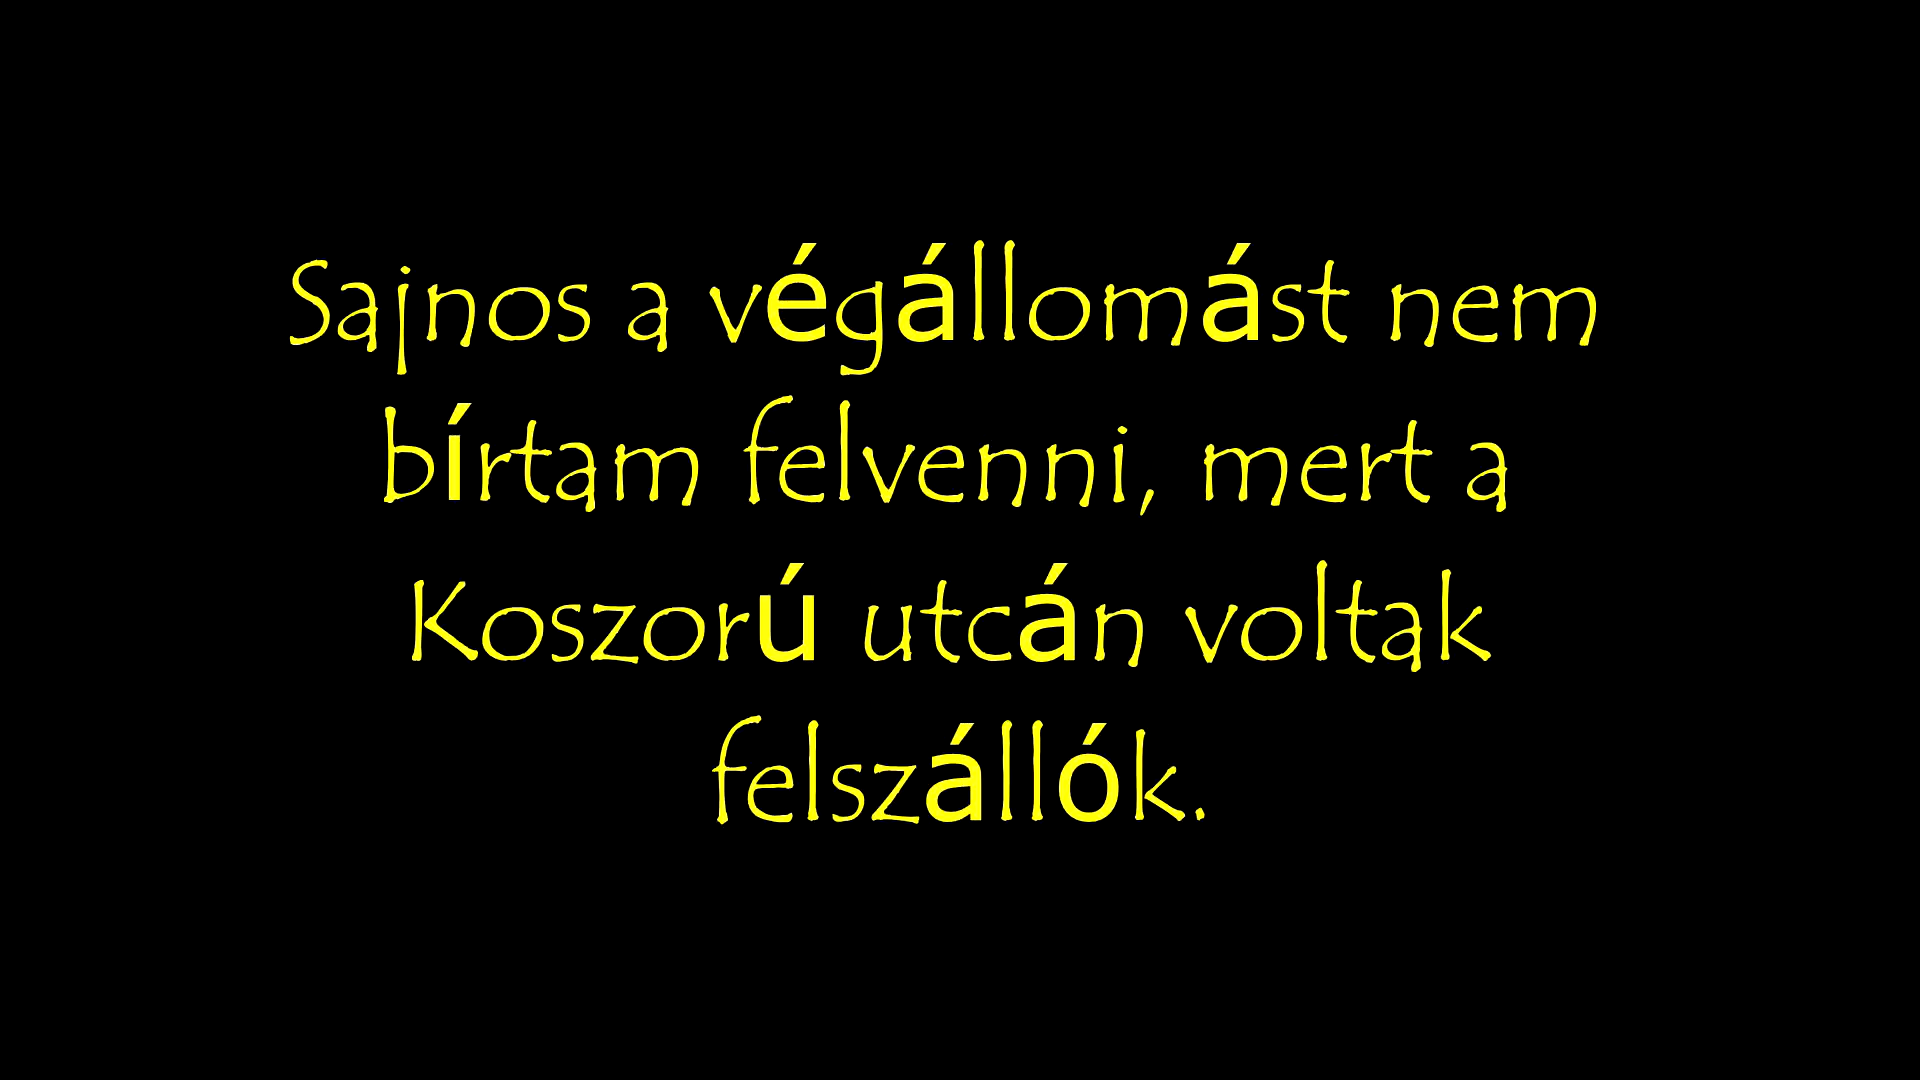 Sajnos a végállomást nem
bírtam felvenni, mert a
Koszorú utcán voltak
felszállók.